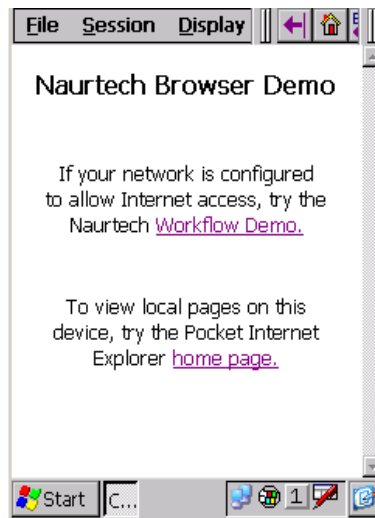 File Session Display
Naurtech Browser Demo
If your network is configured
to allow Internet access, try the
Naurtech Workflow Demo.
To view local pages on this
device, try the Pocket Internet
Explorer home page.
Start C... 1